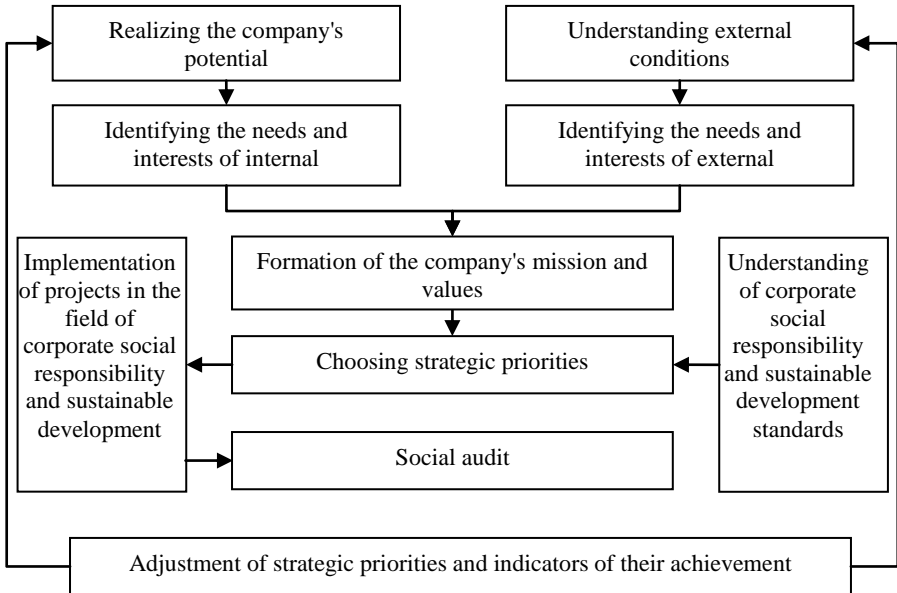 Realizing the company's
potential
Understanding external
conditions
Identifying the needs and
interests of internal
Identifying the needs and
interests of external
Implementation
of projects in the
field of
corporate social
responsibility
and sustainable
development
Formation of the company's mission and
values
Understanding
of corporate
social
responsibility
and sustainable
development
standards
Choosing strategic priorities
Social audit
Adjustment of strategic priorities and indicators of their achievement